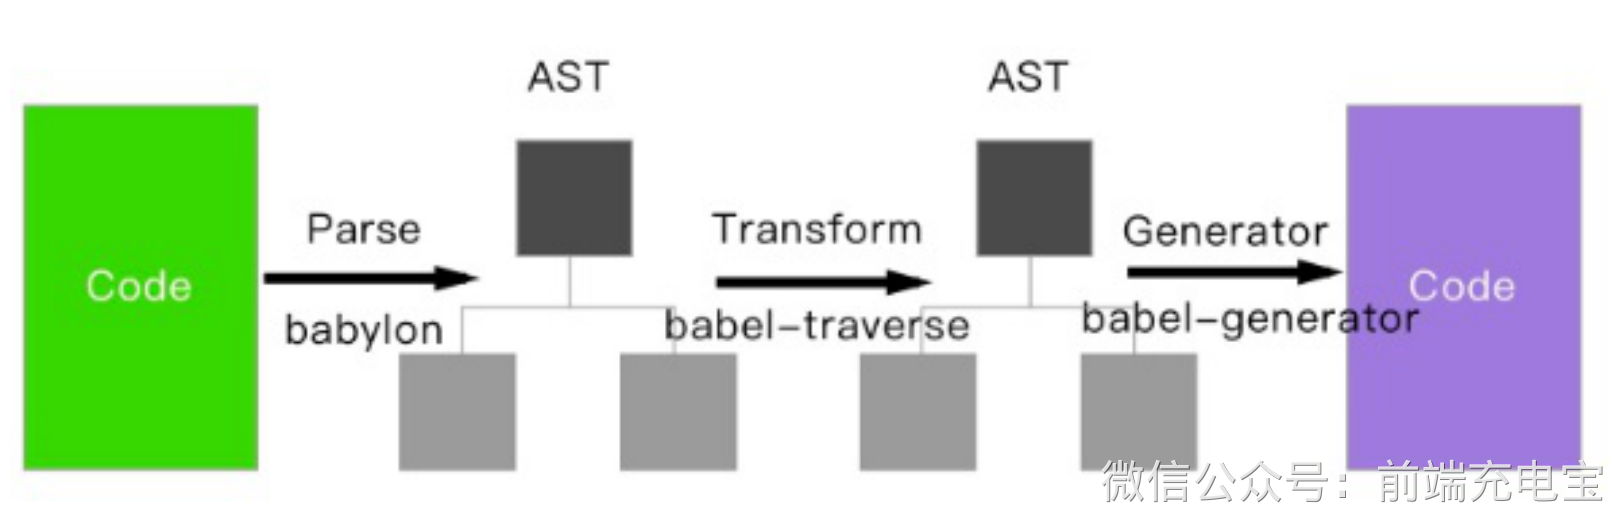 AST
AST
Parse
Transform
Generator
Code
Code
babylon
babel-traverse
babel-generator
微信公众号：前端充电宝